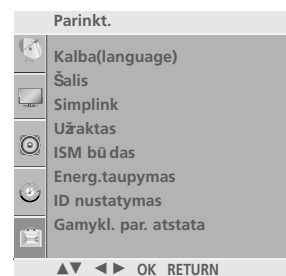 Parinkt.
Kalba(language)
Šalis
Simplink
Užraktas
ISM būdas
Energ.taupymas
ID nustatymas
Gamykl. par. atstata
▲▼ ◄► OK RETURN